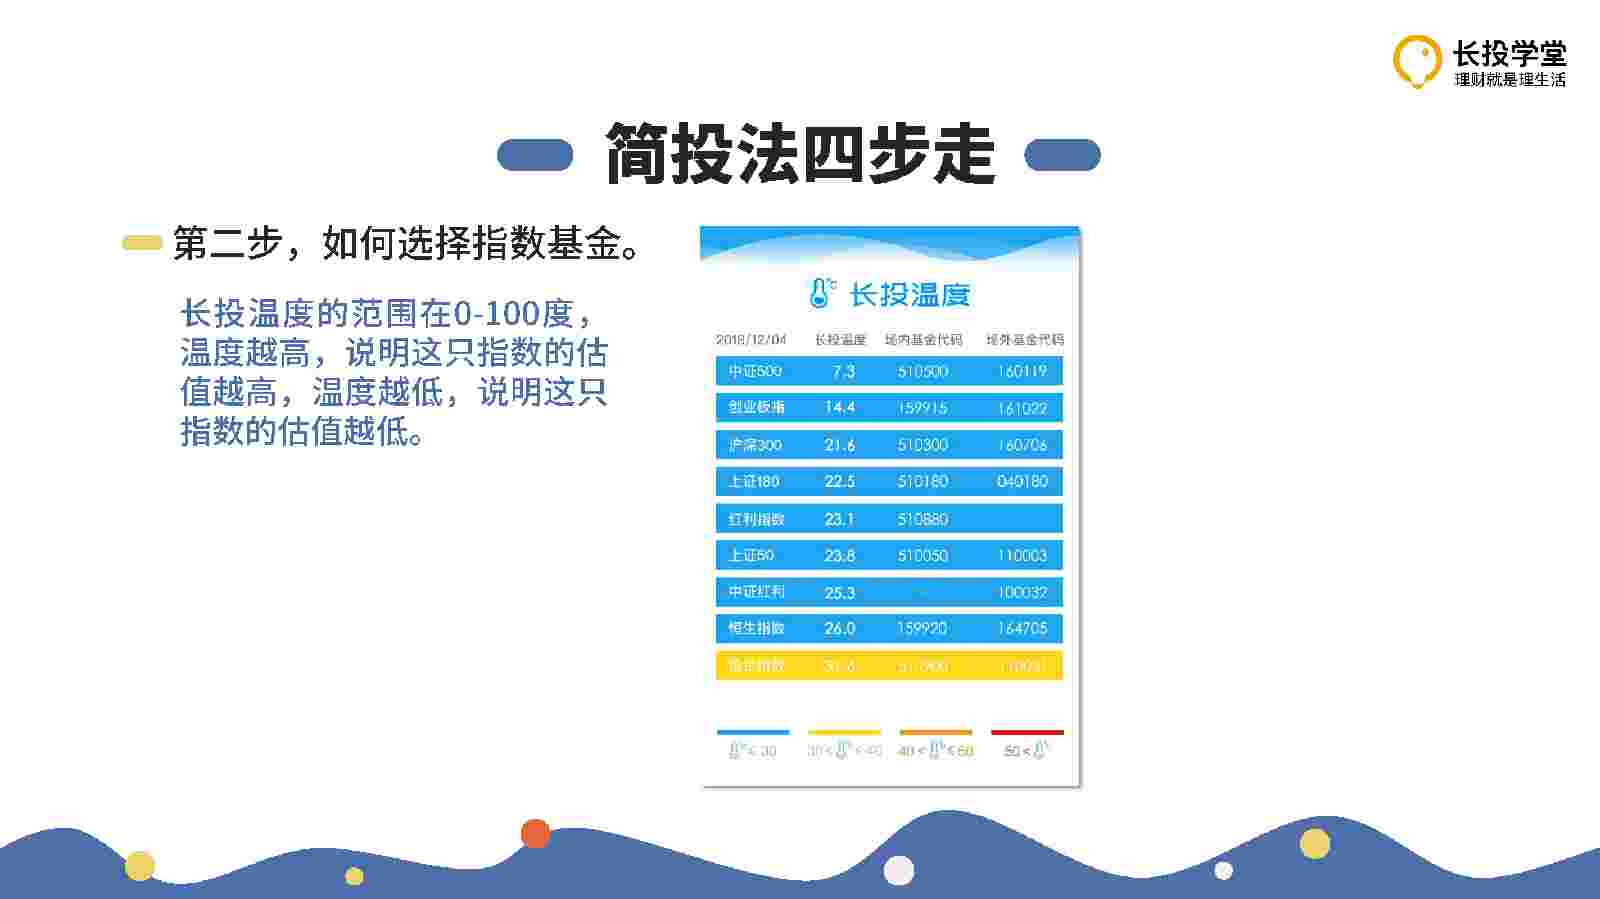 长投学堂
理财就是理生活
简投法四步走
第二步，如何选择指数基金。
长投温度的范围在0-100度，
温度越高，说明这只指数的估
值越高，温度越低，说明这只
指数的估值越低。
长投温度
2018/12/04 长投温度 场内基金代码 场外基金代码
中证500 7.3 510500 160119
创业板指 14.4 159915 161022
沪深300 21.6 510300 160706
上证180 22.5 510180 040180
红利指数 23.1 510880
上证50 23.8 510050 110003
中证红利 25.3 - 100032
恒生指数 26.0 159920 164705
≤ 30 30 < ≤ 40 40 < ≤ 50 50 <